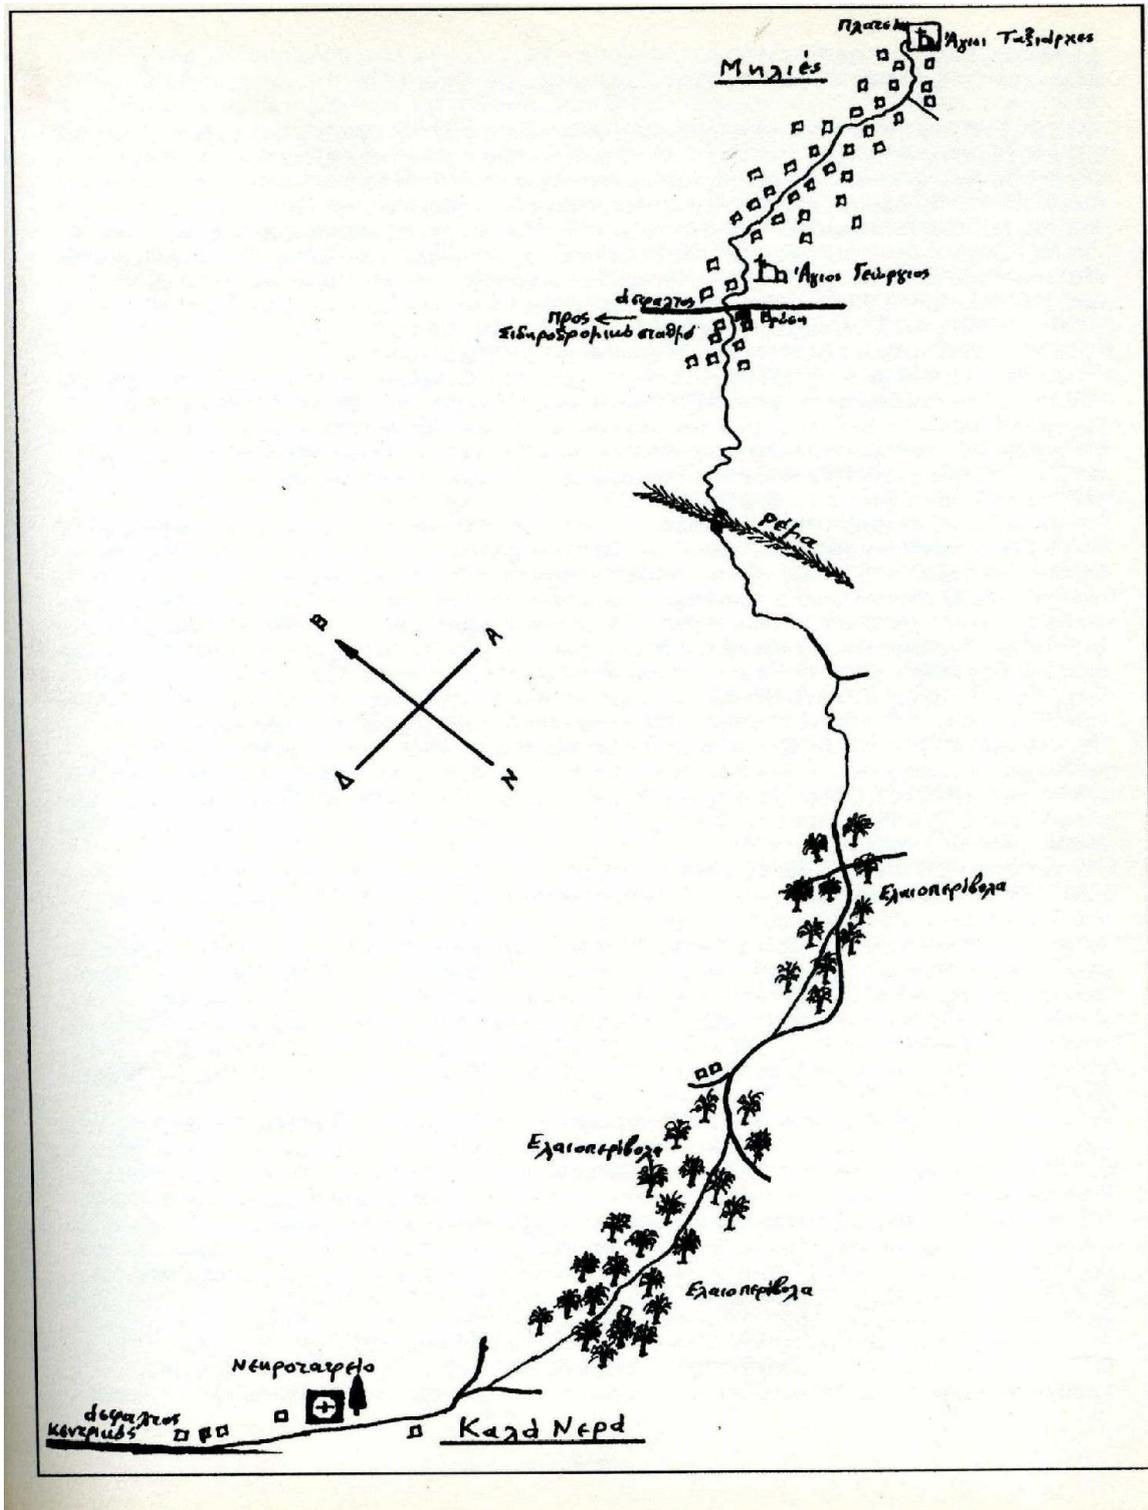 Πλατεία
Άγιοι Ταξιάρχες
Μηλιές
Άγιος Γεώργιος
άσφαλτος
προς
Σιδηροδρομικό σταθμό
βρύση
ρέμα
Β
Α
Δ
Ν
Ελαιοπερίβολα
Ελαιοπερίβολα
Ελαιοπερίβολα
Νεκροταφείο
άσφαλτος
κεντρικός
Καλά Νερά